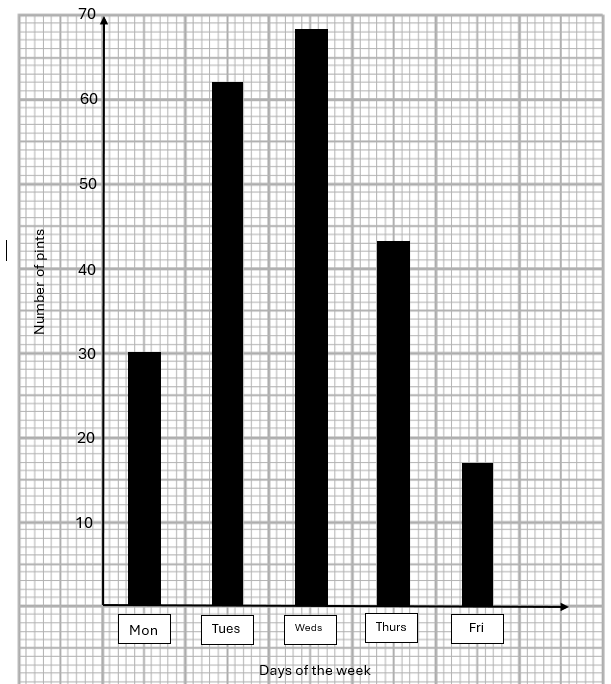 70
60
50
40
30
20
10
Number of pints
Mon
Tues
Weds
Thurs
Fri
Days of the week